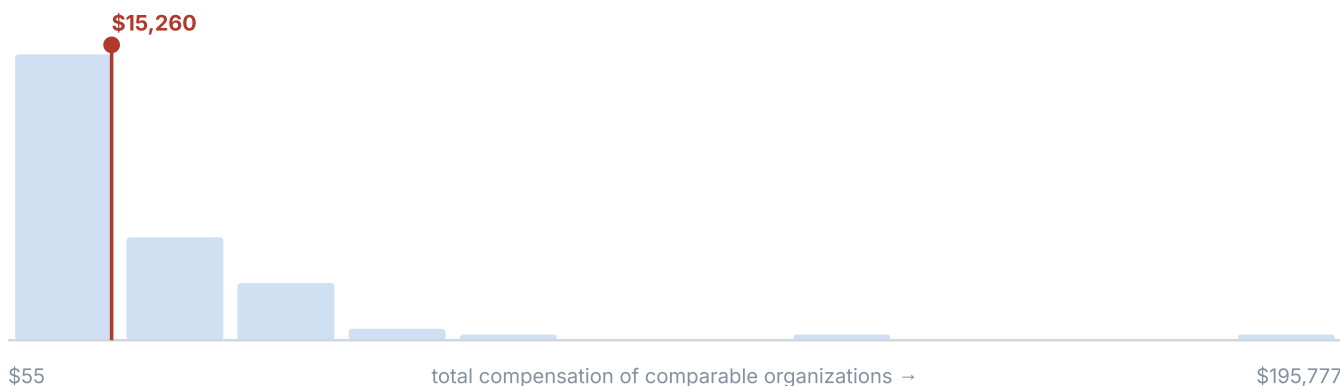 $15,260
$55 total compensation of comparable organizations → $195,777